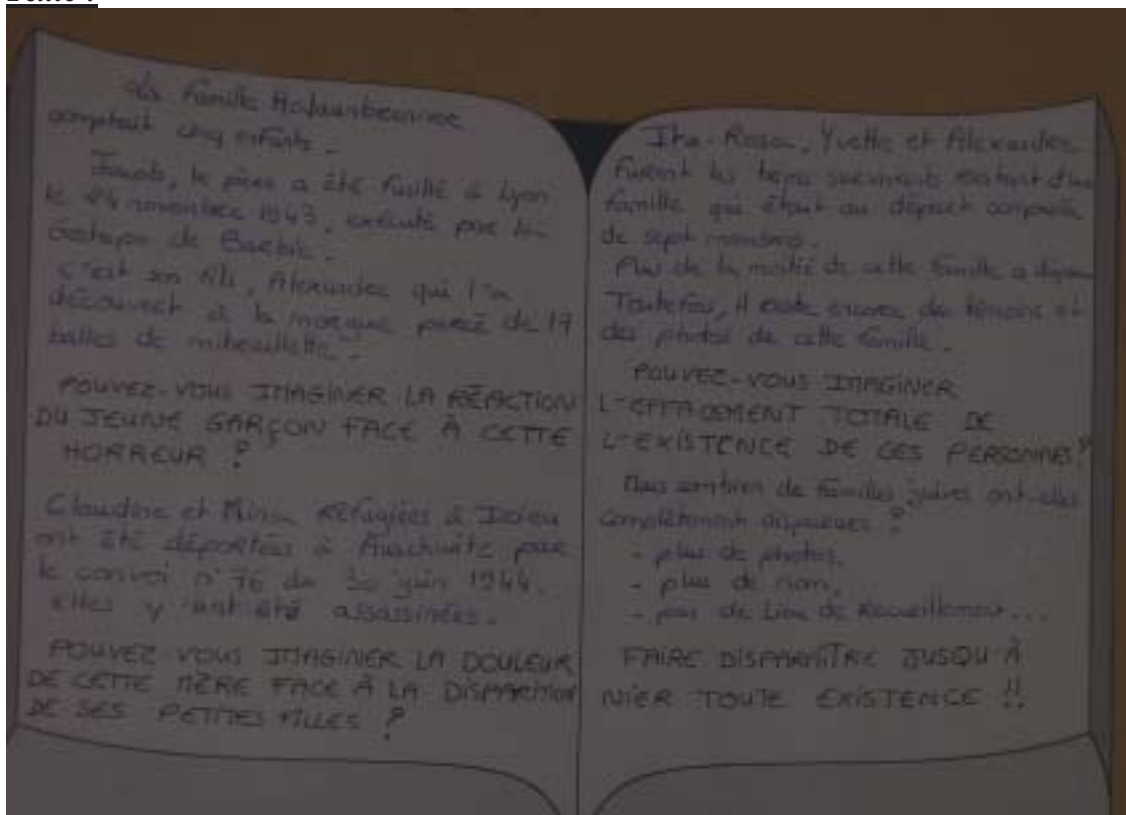 La famille
comptait cinq enfants.
Jacob, le père a été fusillé à Lyon
le 24 novembre 1943, exécuté par la
Gestapo de Barbie.
C'est son fils, Alexandre qui l'a
découvert à la morgue percé de 17
balles de mitraillette.
POUVEZ-VOUS IMAGINER LA RÉACTION
DU JEUNE GARÇON FACE À CETTE
HORREUR ?
Claudine et Mina réfugiées à Izieu
ont été déportées à Auschwitz par
le convoi n°76 du 30 juin 1944.
elles y ont été assassinées.
POUVEZ-VOUS IMAGINER LA DOULEUR
DE CETTE MÈRE FACE À LA DISPARITION
DE SES PETITES FILLES ?
Ita-Rosa, Yvette et Alexandre
furent les survivants d'une
famille qui était au départ composée
de sept membres.
Plus de la moitié de cette famille a
Toutefois, il existe encore des témoins et
des photos de cette famille.
POUVEZ-VOUS IMAGINER
L'EFFACEMENT TOTALE DE
L'EXISTENCE DE CES PERSONNES?
Mais combien de familles juives ont-elles
complètement disparues ?
- plus de photos,
- plus de nom,
- pas de lieu de recueillement...
FAIRE DISPARAÎTRE JUSQU'À
NIER TOUTE EXISTENCE !!